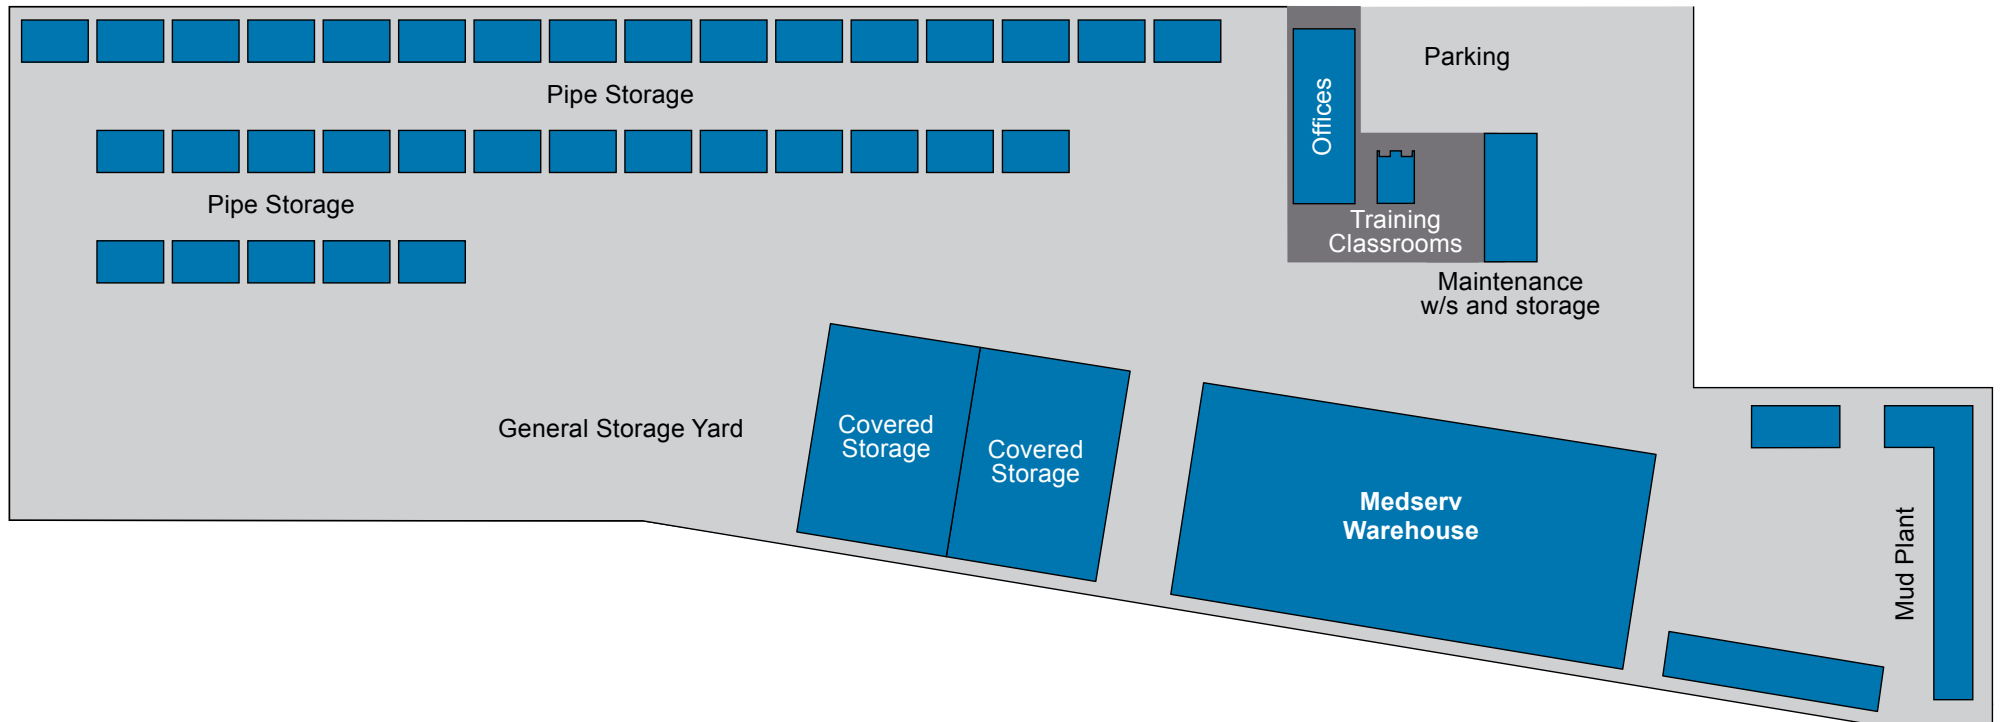 Parking
Pipe Storage
Offices
Pipe Storage
Training
Classrooms
Maintenance
w/s and storage
General Storage Yard
Covered
Storage
Covered
Storage
Medserv
Warehouse
Mud Plant